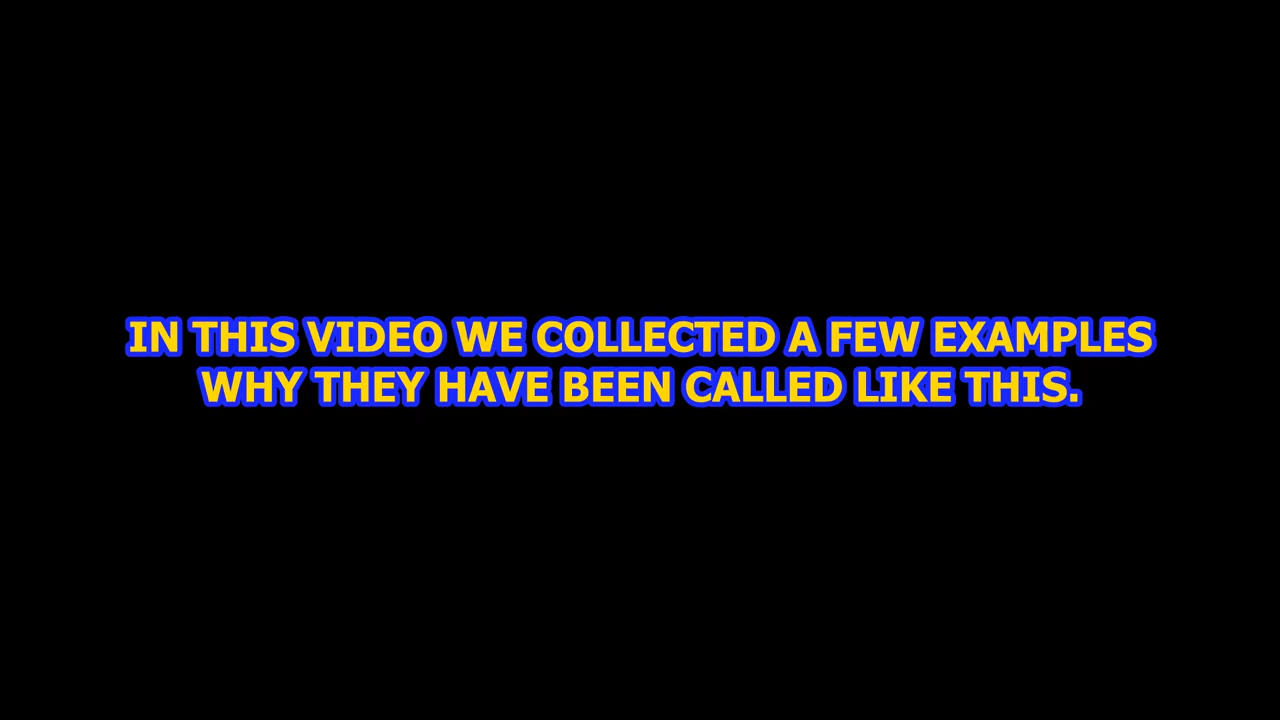 IN THIS VIDEO WE COLLECTED A FEW EXAMPLES
WHY THEY HAVE BEEN CALLED LIKE THIS.